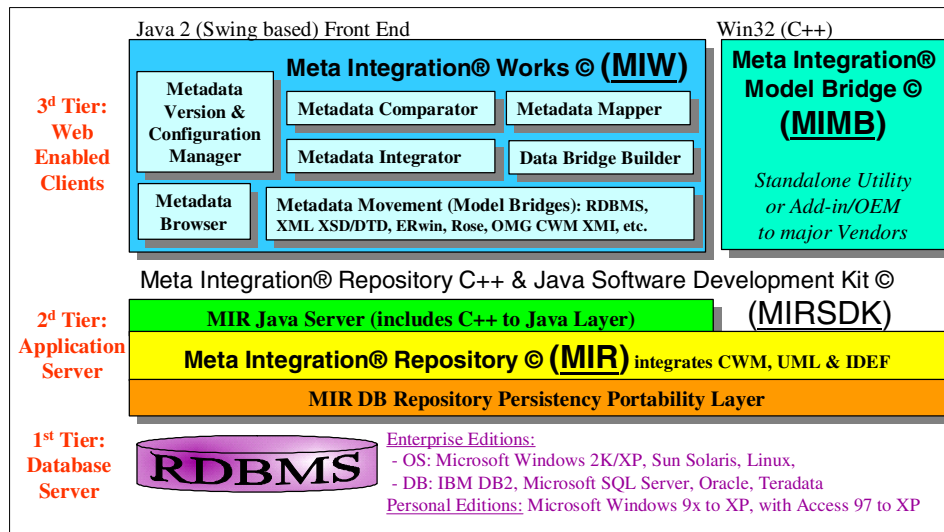 Java 2 (Swing based) Front End
Win32 (C++)
3d Tier:
Web
Enabled
Clients
Meta Integration® Works © (MIW)
Metadata
Version &
Configuration
Manager
Metadata Comparator
Metadata Mapper
Metadata Integrator
Data Bridge Builder
Metadata
Browser
Metadata Movement (Model Bridges): RDBMS,
XML XSD/DTD, ERwin, Rose, OMG CWM XMI, etc.
Meta Integration®
Model Bridge ©
(MIMB)
Standalone Utility
or Add-in/OEM
to major Vendors
Meta Integration® Repository C++ & Java Software Development Kit ©
(MIRSDK)
2d Tier:
Application
Server
MIR Java Server (includes C++ to Java Layer)
Meta Integration® Repository © (MIR) integrates CWM, UML & IDEF
MIR DB Repository Persistency Portability Layer
1st Tier:
Database
Server
RDBMS
Enterprise Editions:
- OS: Microsoft Windows 2K/XP, Sun Solaris, Linux,
- DB: IBM DB2, Microsoft SQL Server, Oracle, Teradata
Personal Editions: Microsoft Windows 9x to XP, with Access 97 to XP